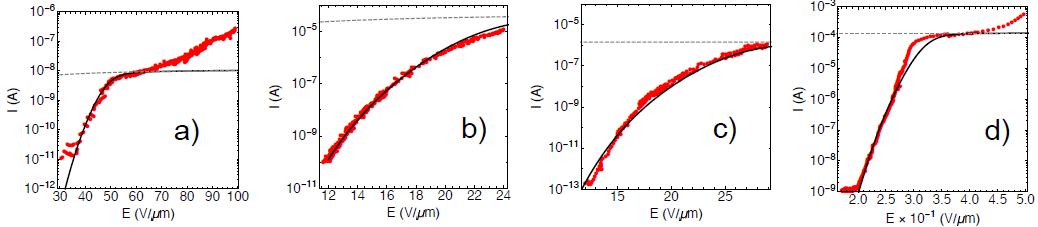 10⁻⁶
10⁻⁷
10⁻⁸
10⁻⁹
10⁻¹⁰
10⁻¹¹
10⁻¹²
I (A)
a)
30 40 50 60 70 80 90 100
E (V/μm)
10⁻⁵
10⁻⁷
10⁻⁹
10⁻¹¹
I (A)
b)
12 14 16 18 20 22 24
E (V/μm)
10⁻⁵
10⁻⁷
10⁻⁹
10⁻¹¹
10⁻¹³
I (A)
c)
15 19 23 27
E (V/μm)
10⁻³
10⁻⁴
10⁻⁵
10⁻⁶
10⁻⁷
10⁻⁸
10⁻⁹
I (A)
d)
2.0 2.5 3.0 3.5 4.0 4.5 5.0
E × 10⁻¹ (V/μm)